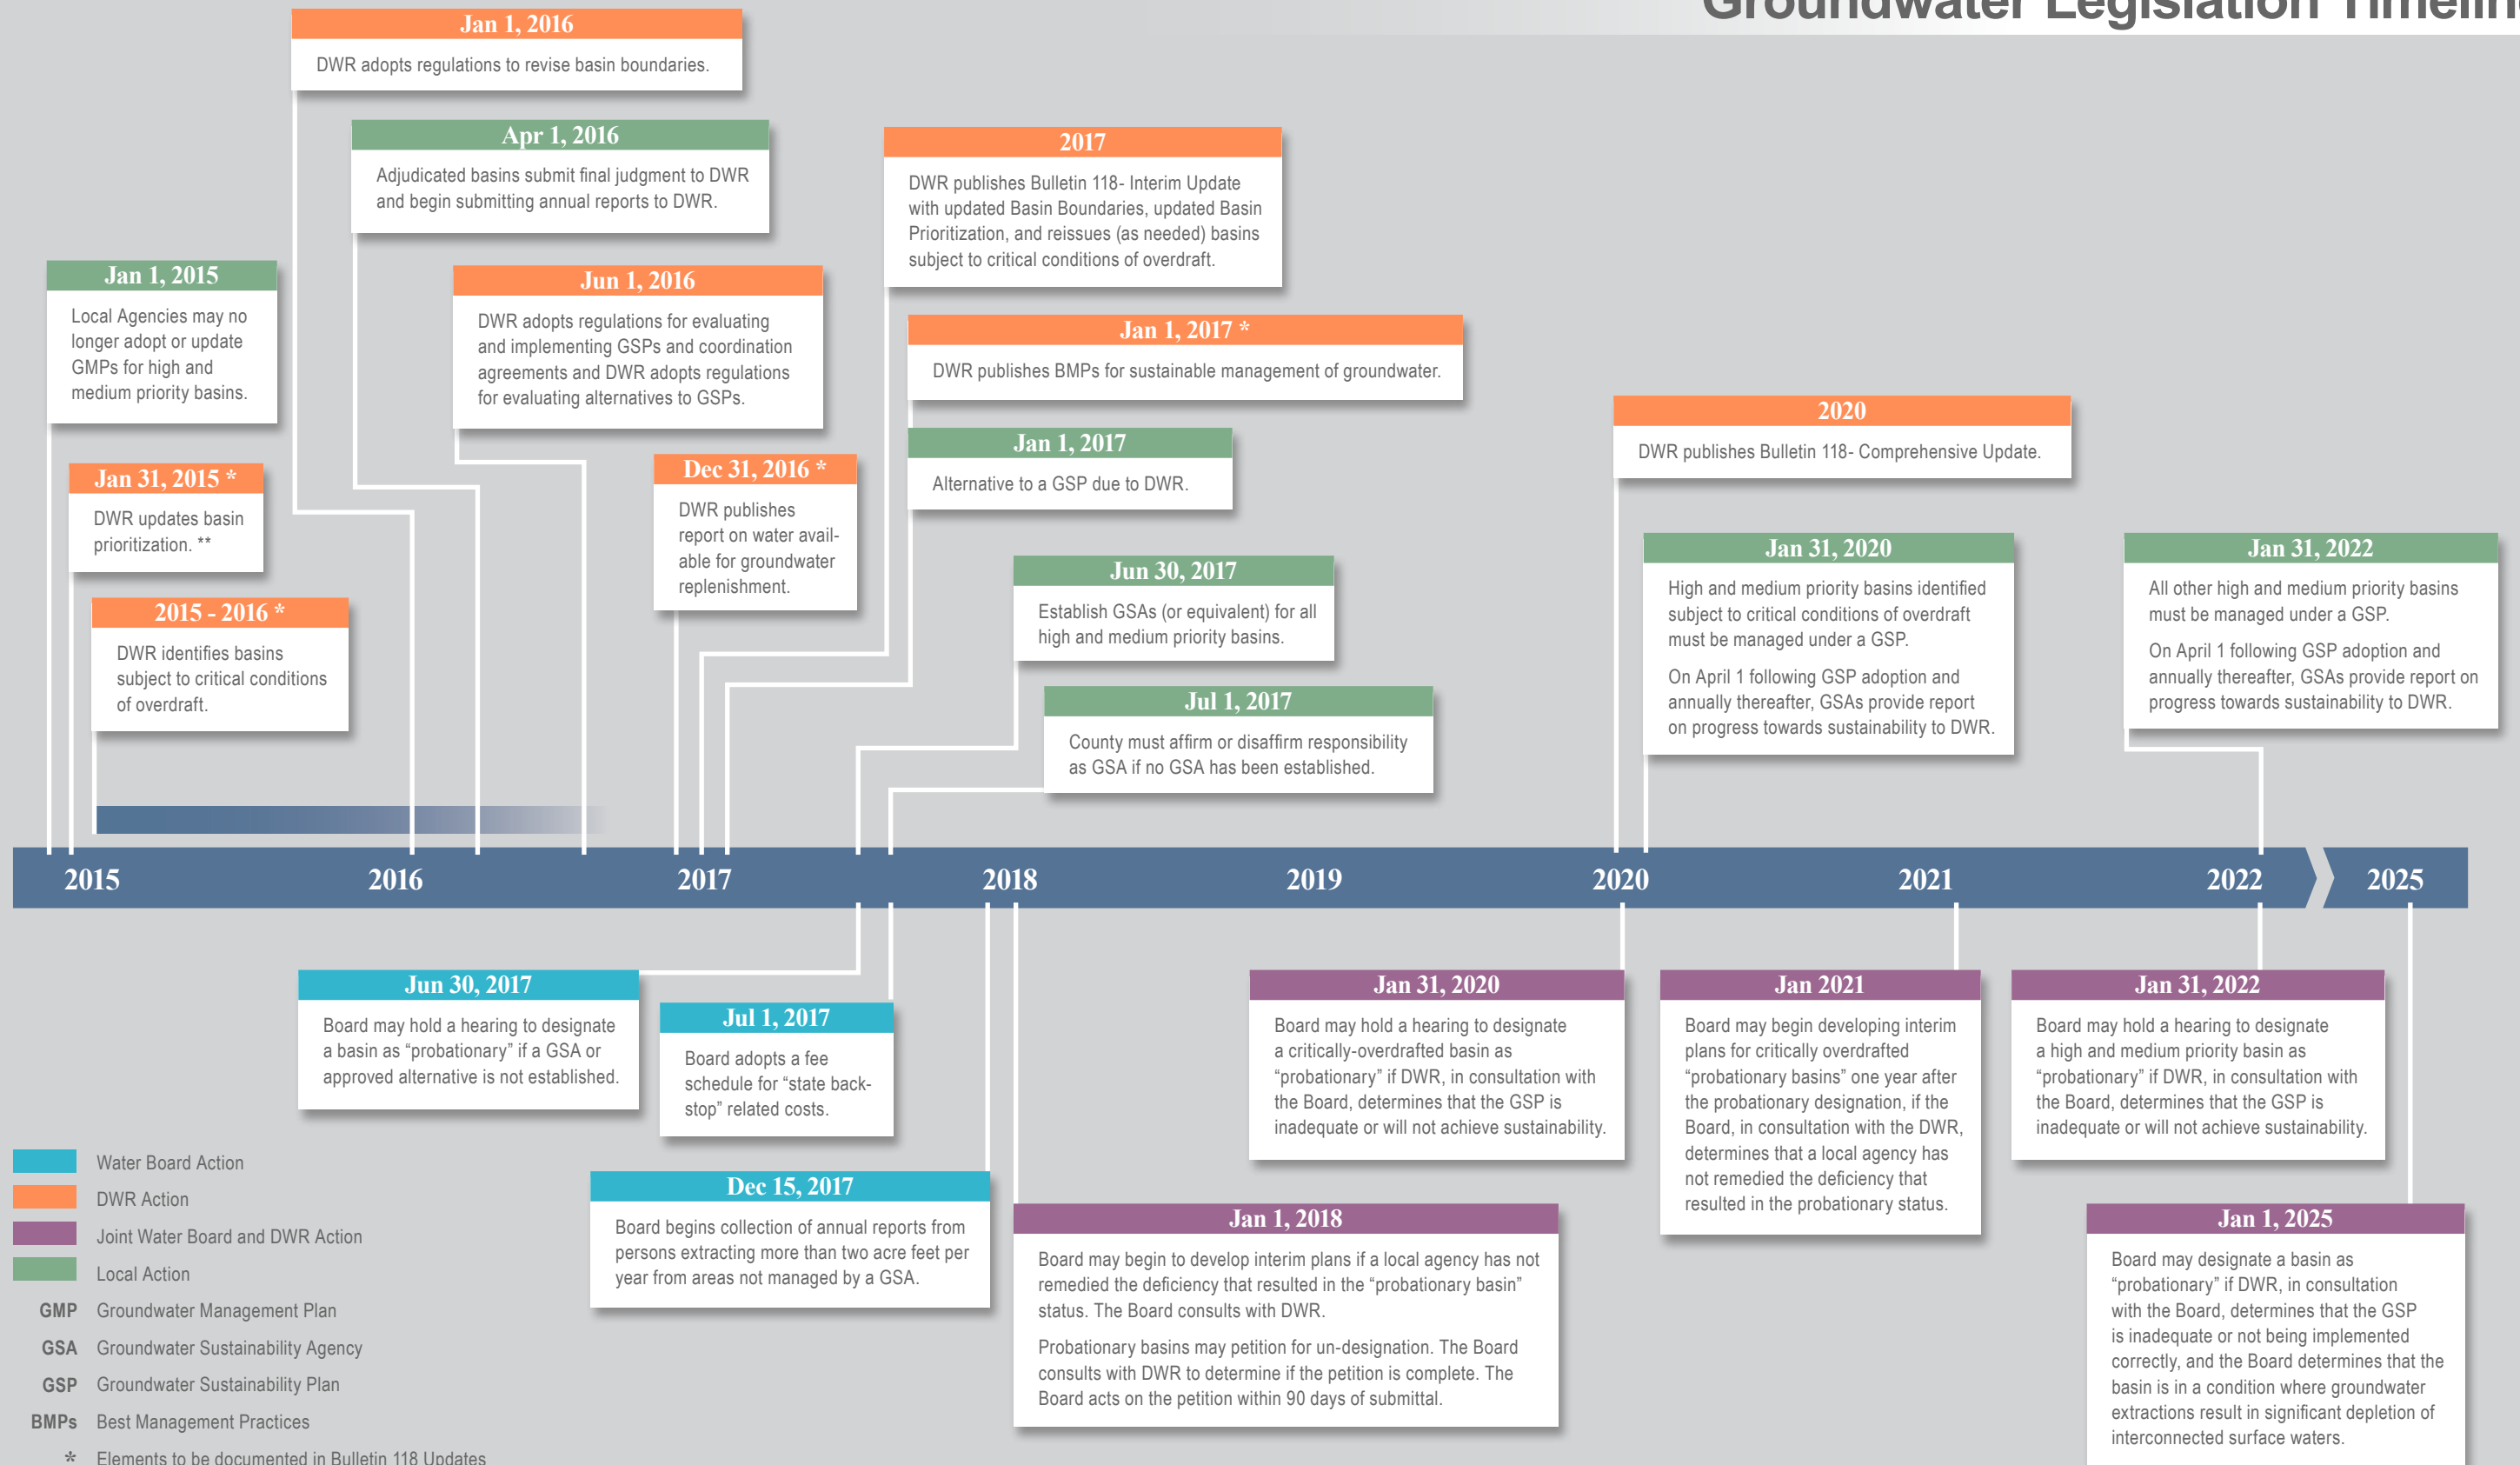 Groundwater Legislation Timeline
Jan 1, 2016
DWR adopts regulations to revise basin boundaries.
Apr 1, 2016
Adjudicated basins submit final judgment to DWR
and begin submitting annual reports to DWR.
2017
DWR publishes Bulletin 118- Interim Update
with updated Basin Boundaries, updated Basin
Prioritization, and reissues (as needed) basins
subject to critical conditions of overdraft.
Jan 1, 2015
Local Agencies may no
longer adopt or update
GMPs for high and
medium priority basins.
Jun 1, 2016
DWR adopts regulations for evaluating
and implementing GSPs and coordination
agreements and DWR adopts regulations
for evaluating alternatives to GSPs.
Jan 1, 2017 *
DWR publishes BMPs for sustainable management of groundwater.
2020
DWR publishes Bulletin 118- Comprehensive Update.
Jan 1, 2017
Alternative to a GSP due to DWR.
Jan 31, 2015 *
DWR updates basin
prioritization. **
Dec 31, 2016 *
DWR publishes
report on water avail-
able for groundwater
replenishment.
Jun 30, 2017
Establish GSAs (or equivalent) for all
high and medium priority basins.
Jan 31, 2020
High and medium priority basins identified
subject to critical conditions of overdraft
must be managed under a GSP.
On April 1 following GSP adoption and
annually thereafter, GSAs provide report
on progress towards sustainability to DWR.
Jan 31, 2022
All other high and medium priority basins
must be managed under a GSP.
On April 1 following GSP adoption and
annually thereafter, GSAs provide report on
progress towards sustainability to DWR.
2015 - 2016 *
DWR identifies basins
subject to critical conditions
of overdraft.
Jul 1, 2017
County must affirm or disaffirm responsibility
as GSA if no GSA has been established.
2015 2016 2017 2018 2019 2020 2021 2022 2025
Jun 30, 2017
Board may hold a hearing to designate
a basin as “probationary” if a GSA or
approved alternative is not established.
Jul 1, 2017
Board adopts a fee
schedule for “state back-
stop” related costs.
Jan 31, 2020
Board may hold a hearing to designate
a critically-overdrafted basin as
“probationary” if DWR, in consultation with
the Board, determines that the GSP is
inadequate or will not achieve sustainability.
Jan 2021
Board may begin developing interim
plans for critically overdrafted
“probationary basins” one year after
the probationary designation, if the
Board, in consultation with the DWR,
determines that a local agency has
not remedied the deficiency that
resulted in the probationary status.
Jan 31, 2022
Board may hold a hearing to designate
a high and medium priority basin as
“probationary” if DWR, in consultation with
the Board, determines that the GSP is
inadequate or will not achieve sustainability.
Dec 15, 2017
Board begins collection of annual reports from
persons extracting more than two acre feet per
year from areas not managed by a GSA.
Jan 1, 2018
Board may begin to develop interim plans if a local agency has not
remedied the deficiency that resulted in the “probationary basin”
status. The Board consults with DWR.
Probationary basins may petition for un-designation. The Board
consults with DWR to determine if the petition is complete. The
Board acts on the petition within 90 days of submittal.
Jan 1, 2025
Board may designate a basin as
“probationary” if DWR, in consultation
with the Board, determines that the GSP
is inadequate or not being implemented
correctly, and the Board determines that the
basin is in a condition where groundwater
extractions result in significant depletion of
interconnected surface waters.
Water Board Action
DWR Action
Joint Water Board and DWR Action
Local Action
GMP Groundwater Management Plan
GSA Groundwater Sustainability Agency
GSP Groundwater Sustainability Plan
BMPs Best Management Practices
* Elements to be documented in Bulletin 118 Updates